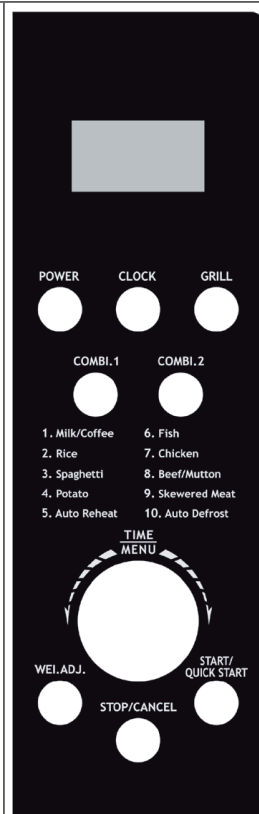 POWER CLOCK GRILL
COMBI.1 COMBI.2
1. Milk/Coffee
2. Rice
3. Spaghetti
4. Potato
5. Auto Reheat
6. Fish
7. Chicken
8. Beef/Mutton
9. Skewered Meat
10. Auto Defrost
TIME
MENU
WEI.ADJ.
START/
QUICK START
STOP/CANCEL